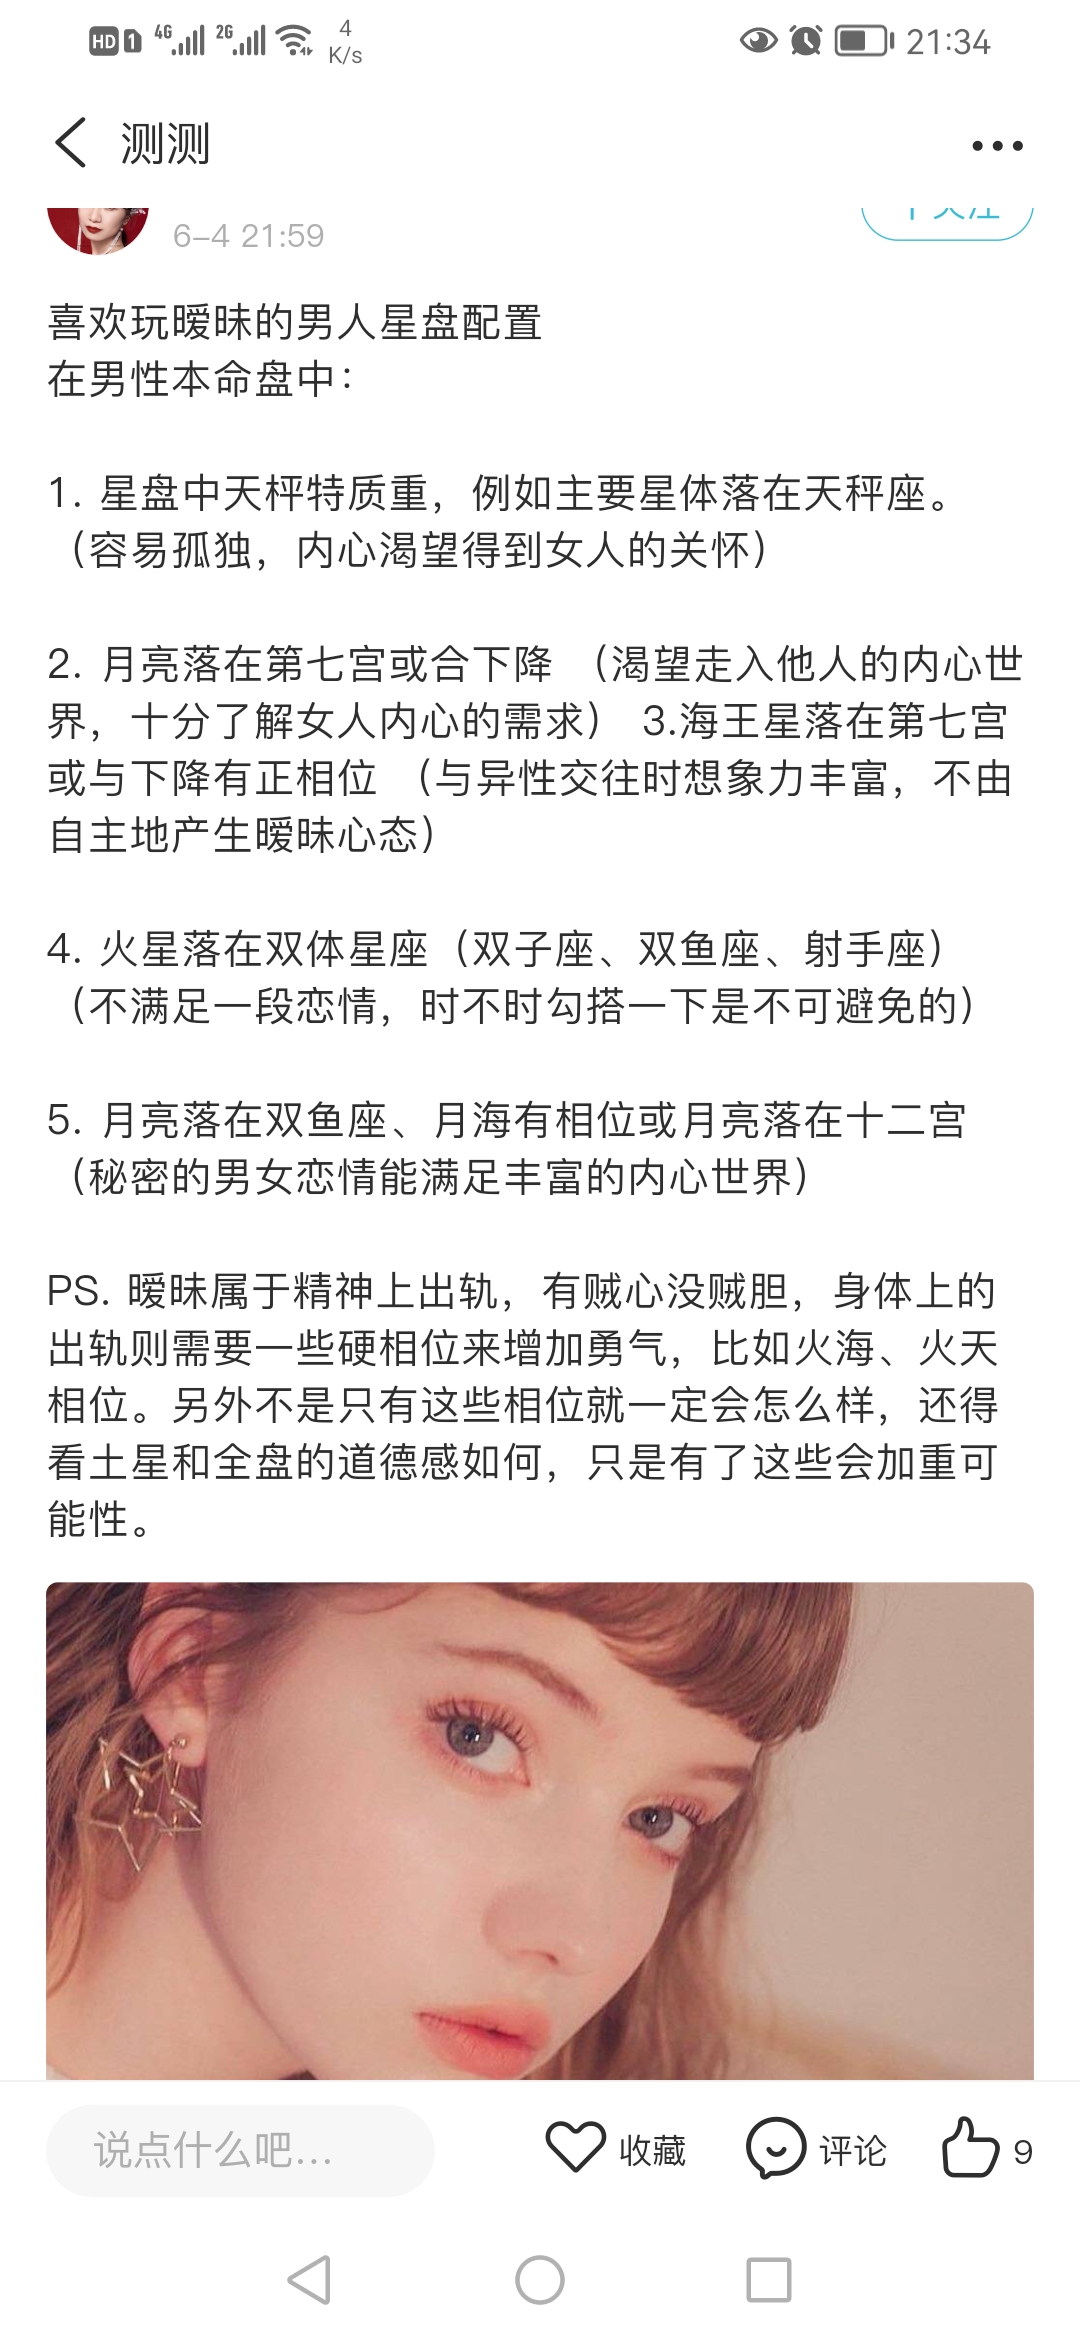 HD 1 4G 2G 4 K/s 21:34
测测
6-4 21:59
喜欢玩暧昧的男人星盘配置
在男性本命盘中：
1. 星盘中天枰特质重，例如主要星体落在天秤座。
（容易孤独，内心渴望得到女人的关怀）
2. 月亮落在第七宫或合下降 （渴望走入他人的内心世
界，十分了解女人内心的需求） 3.海王星落在第七宫
或与下降有正相位 （与异性交往时想象力丰富，不由
自主地产生暧昧心态）
4. 火星落在双体星座（双子座、双鱼座、射手座）
（不满足一段恋情，时不时勾搭一下是不可避免的）
5. 月亮落在双鱼座、月海有相位或月亮落在十二宫
（秘密的男女恋情能满足丰富的内心世界）
PS. 暧昧属于精神上出轨，有贼心没贼胆，身体上的
出轨则需要一些硬相位来增加勇气，比如火海、火天
相位。另外不是只有这些相位就一定会怎么样，还得
看土星和全盘的道德感如何，只是有了这些会加重可
能性。
说点什么吧... 收藏 评论 9